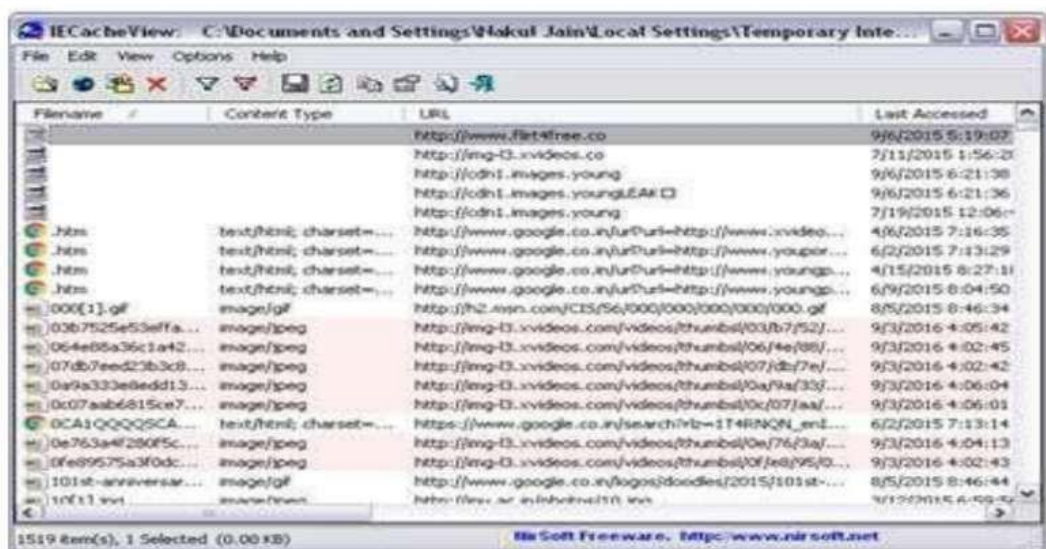 IECacheView: C:\Documents and Settings\Nakul Jain\Local Settings\Temporary Inte...
File Edit View Options Help
Filename / Content Type URL Last Accessed
http://www.flirt4free.co 9/6/2015 5:19:07
http://img-l3.xvideos.co 7/11/2015 1:56:28
http://cdn1.images.young 9/6/2015 6:21:38
http://cdn1.images.youngLEAK□ 9/6/2015 6:21:36
http://cdn1.images.young 7/19/2015 12:06:
.htm text/html; charset=... http://www.google.co.in/url?url=http://www.xvideo... 4/6/2015 7:16:35
.htm text/html; charset=... http://www.google.co.in/url?url=http://www.youpor... 6/2/2015 7:13:29
.htm text/html; charset=... http://www.google.co.in/url?url=http://www.youngp... 4/15/2015 8:27:18
.htm text/html; charset=... http://www.google.co.in/url?url=http://www.youngp... 6/9/2015 8:04:50
000[1].gif image/gif http://h2.msn.com/CIS/56/000/000/000/000/000.gif 8/5/2015 8:46:34
03b7525e53effa... image/jpeg http://img-l3.xvideos.com/videos/thumbsl/03/b7/52/... 9/3/2016 4:05:42
064e88a36c1a42... image/jpeg http://img-l3.xvideos.com/videos/thumbsl/06/4e/88/... 9/3/2016 4:02:45
07db7eed23b3c8... image/jpeg http://img-l3.xvideos.com/videos/thumbsl/07/db/7e/... 9/3/2016 4:02:42
0a9a333e8edd13... image/jpeg http://img-l3.xvideos.com/videos/thumbsl/0a/9a/33/... 9/3/2016 4:06:04
0c07aab6815ce7... image/jpeg http://img-l3.xvideos.com/videos/thumbsl/0c/07/aa/... 9/3/2016 4:06:01
0CA1QQQQSCA... text/html; charset=... https://www.google.co.in/search?rlz=1T4RNQN_enI... 6/2/2015 7:13:14
0e763a4f280f5c... image/jpeg http://img-l3.xvideos.com/videos/thumbsl/0e/76/3a/... 9/3/2016 4:04:13
0fe89575a3f0dc... image/jpeg http://img-l3.xvideos.com/videos/thumbsl/0f/e8/95/0... 9/3/2016 4:02:43
101st-anniversar... image/gif http://www.google.co.in/logos/doodles/2015/101st-... 8/5/2015 8:46:44
10[1].jpg image/jpeg
1519 item(s), 1 Selected (0.00 KB) NirSoft Freeware. http:/www.nirsoft.net